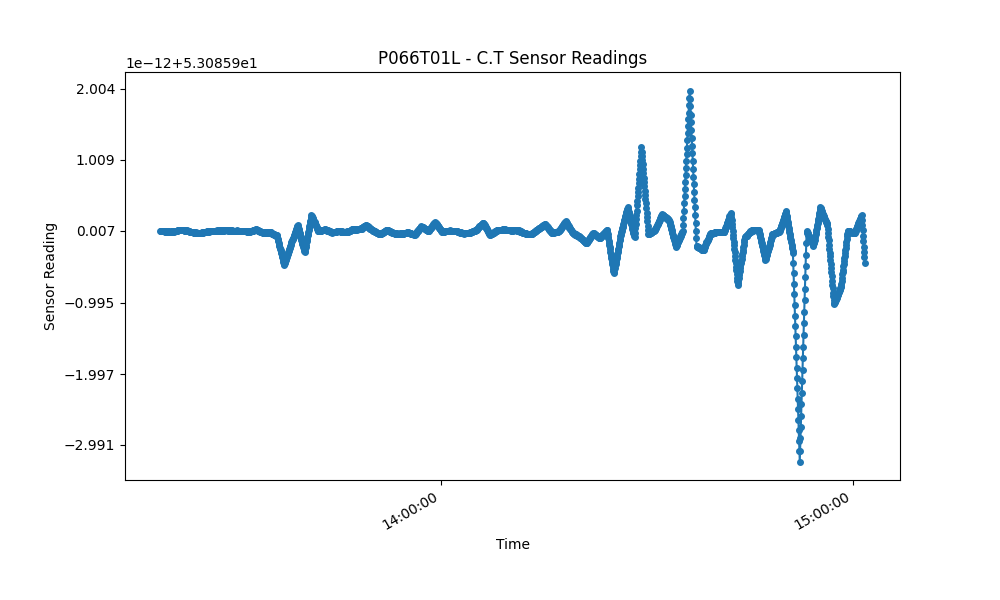 P066T01L - C.T Sensor Readings
1e−12+5.30859e1
2.004
1.009
0.007
−0.995
−1.997
−2.991
Sensor Reading
14:00:00
15:00:00
Time